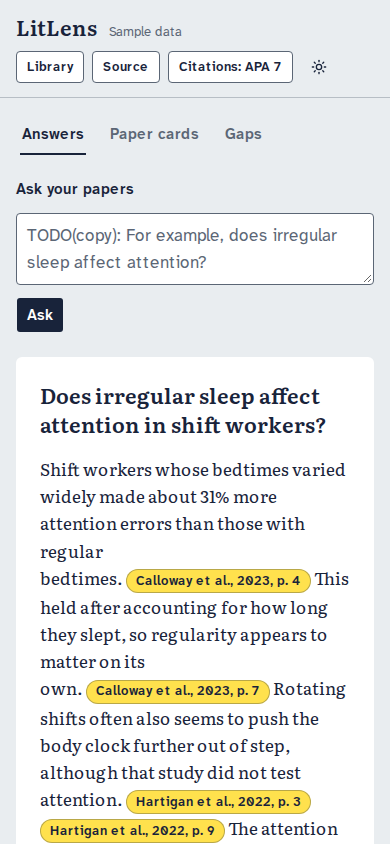 LitLens Sample data
Library Source Citations: APA 7
Answers Paper cards Gaps
Ask your papers
TODO(copy): For example, does irregular
sleep affect attention?
Ask
Does irregular sleep affect
attention in shift workers?
Shift workers whose bedtimes varied
widely made about 31% more
attention errors than those with
regular
bedtimes. Calloway et al., 2023, p. 4 This
held after accounting for how long
they slept, so regularity appears to
matter on its
own. Calloway et al., 2023, p. 7 Rotating
shifts often also seems to push the
body clock further out of step,
although that study did not test
attention. Hartigan et al., 2022, p. 3
Hartigan et al., 2022, p. 9 The attention